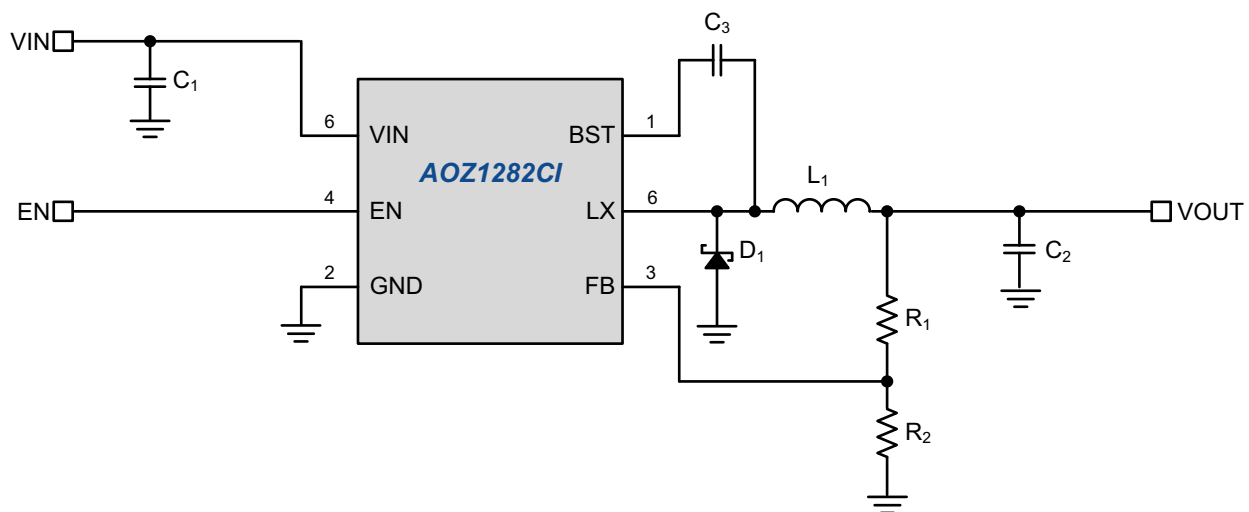 C3
VIN
C1
6
VIN
BST
1
AOZ1282CI
L1
EN
4
EN
LX
6
VOUT
D1
C2
2
GND
FB
3
R1
R2